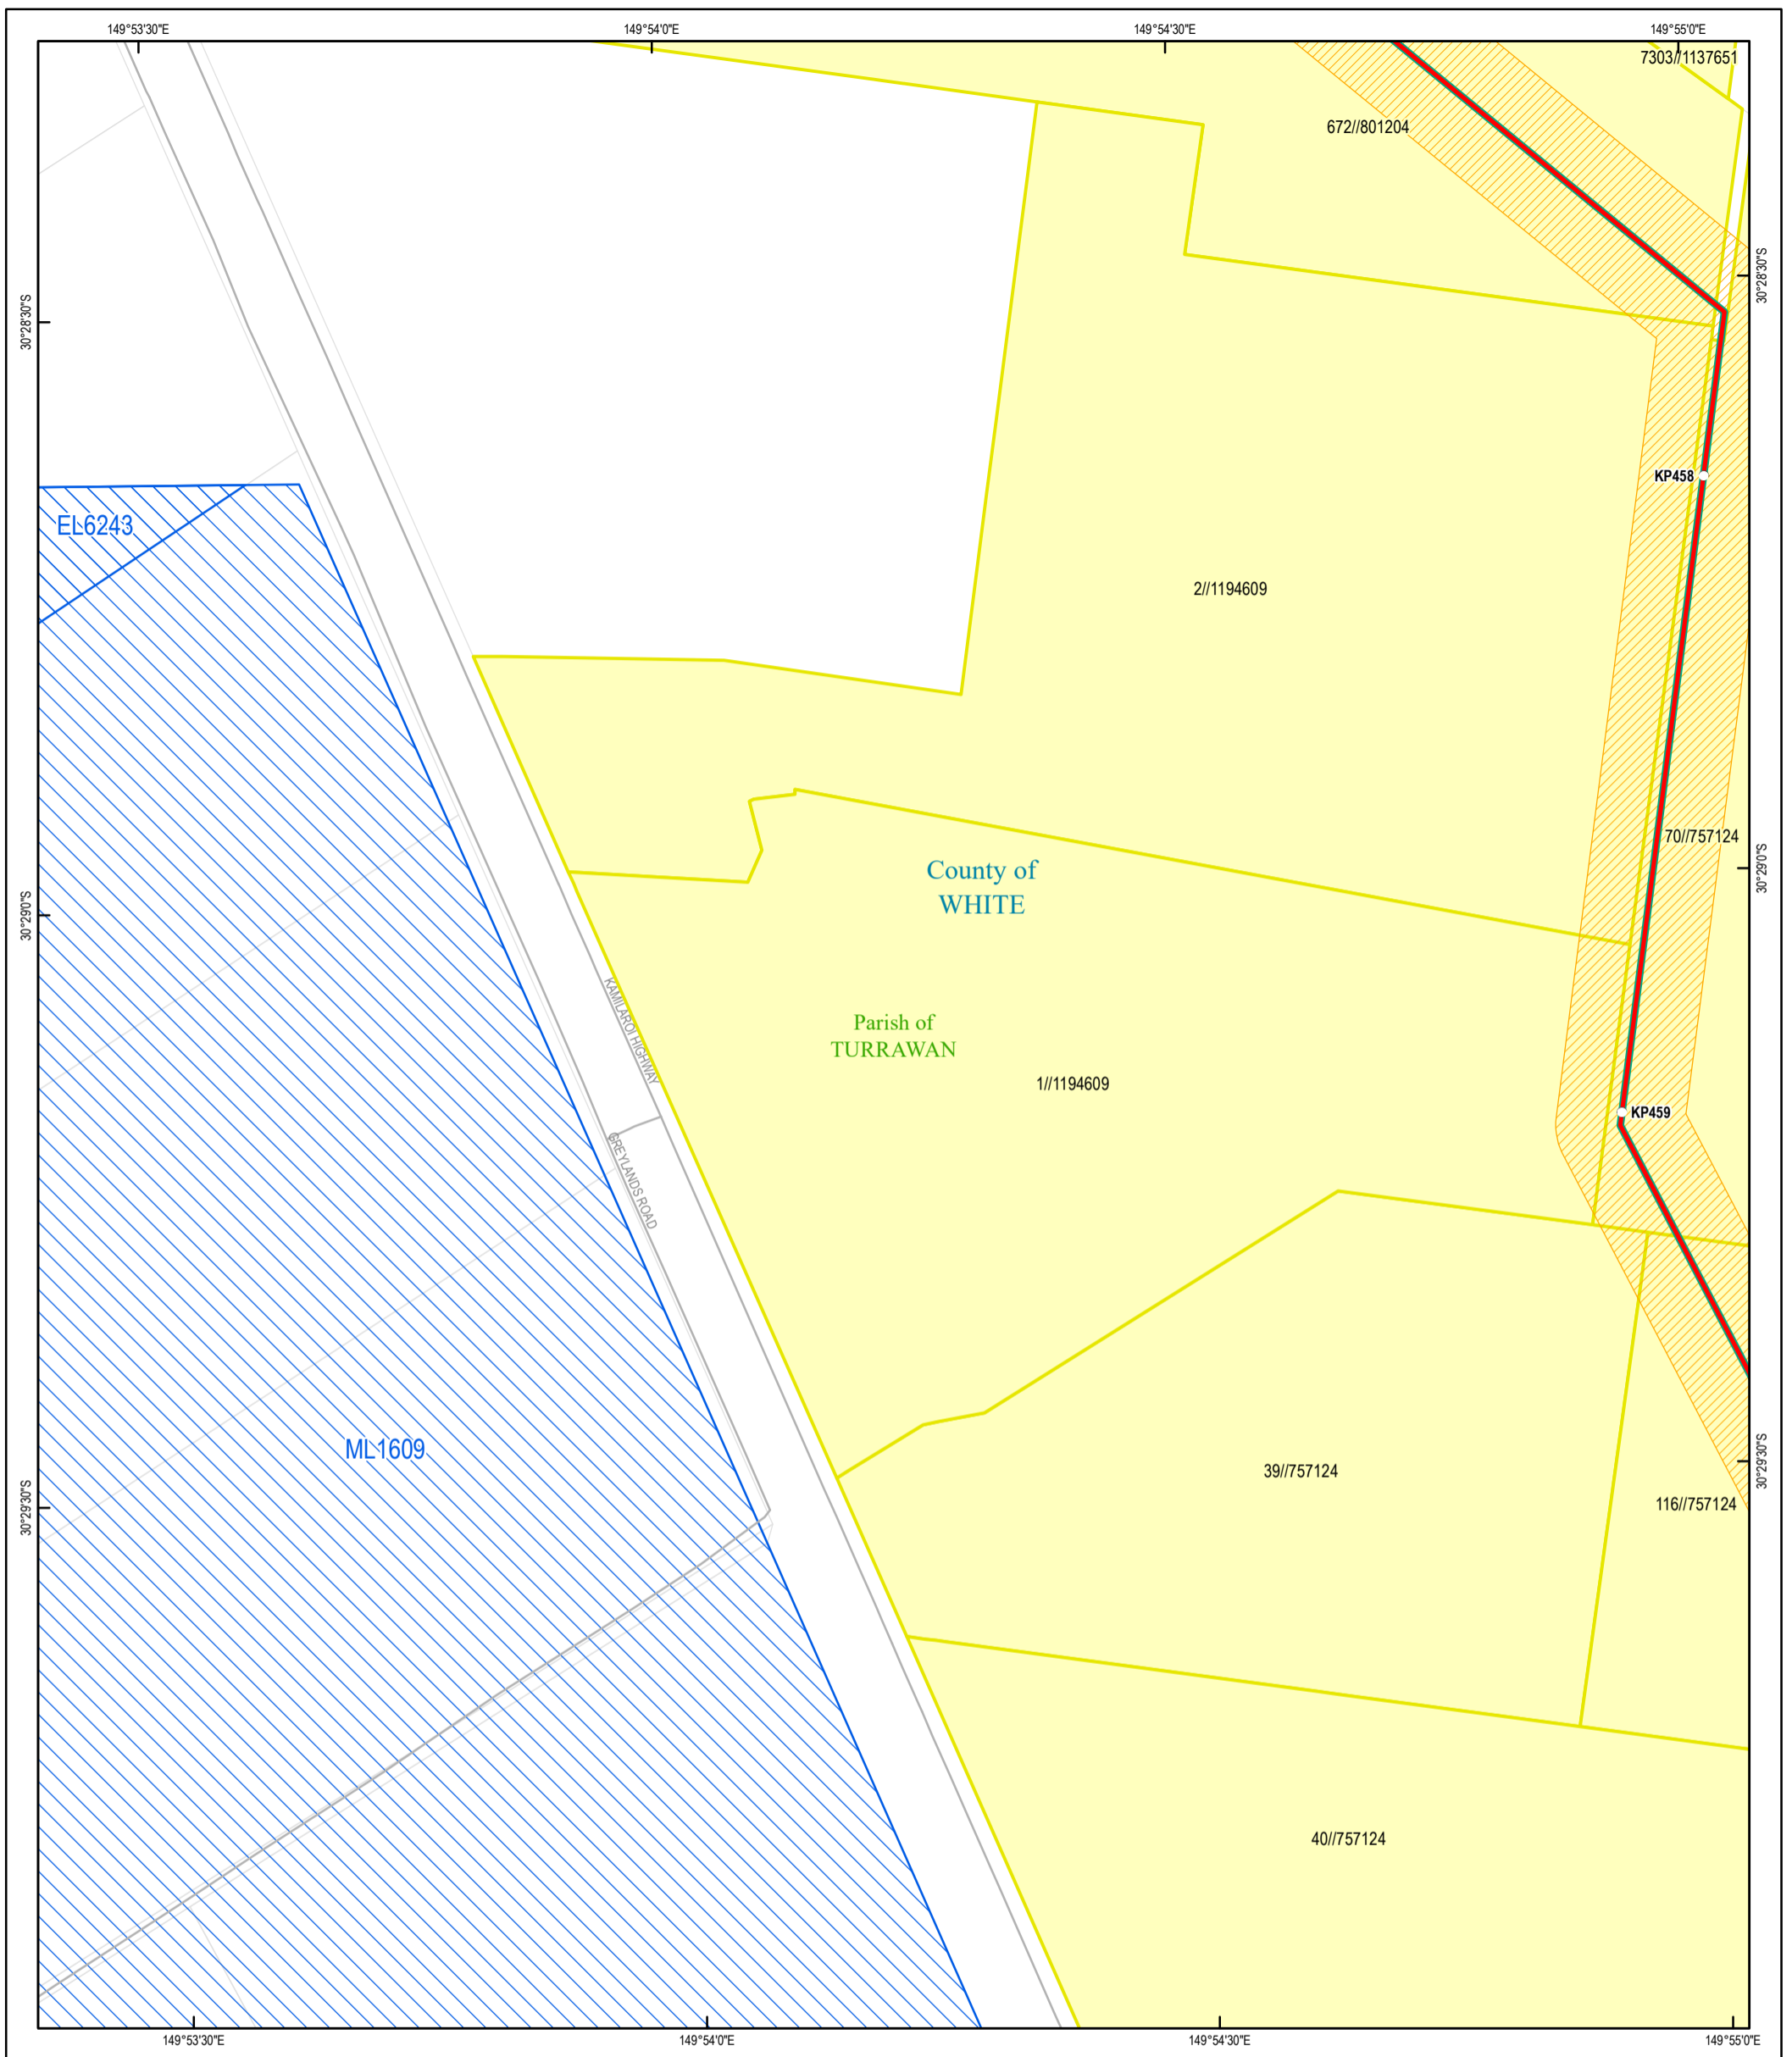 149°53'30"E
149°54'0"E
149°54'30"E
149°55'0"E
7303//1137651
672//801204
30°28'30"S
30°28'30"S
KP458
EL6243
2//1194609
70//757124
30°29'0"S
30°29'0"S
County of
WHITE
KAMILAROI HIGHWAY
Parish of
TURRAWAN
1//1194609
KP459
GREYLANDS ROAD
ML1609
39//757124
30°29'30"S
30°29'30"S
116//757124
40//757124
149°53'30"E
149°54'0"E
149°54'30"E
149°55'0"E